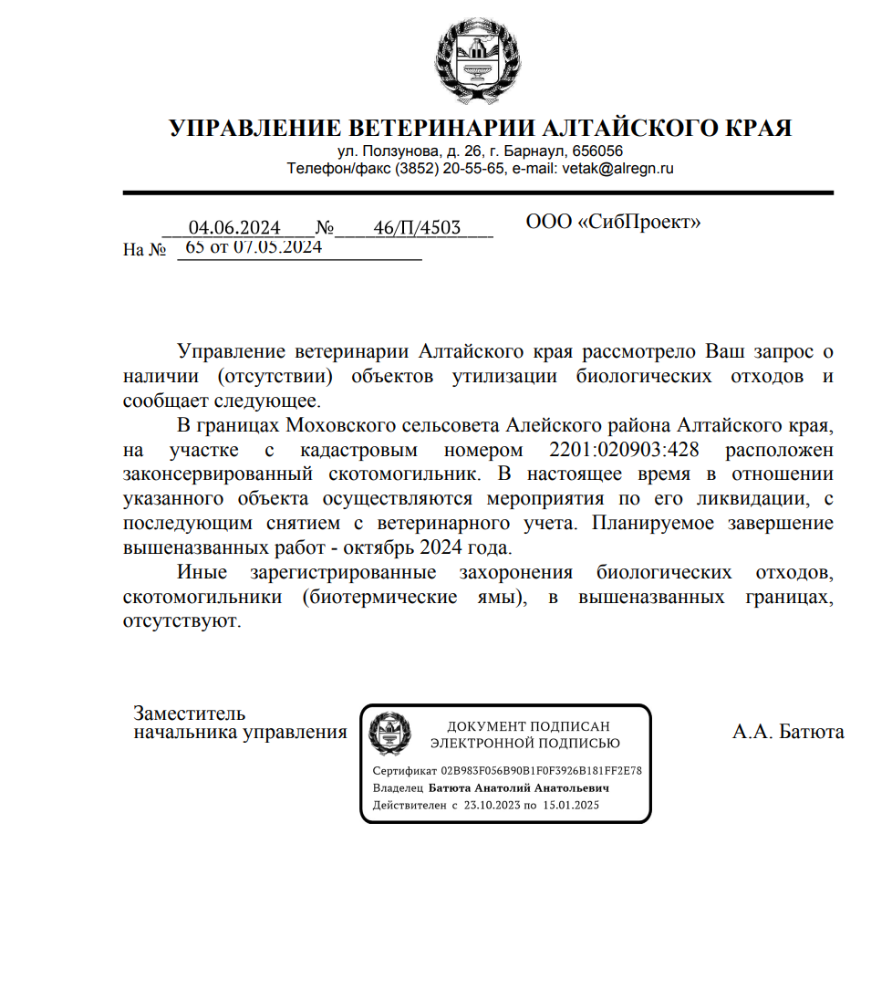 УПРАВЛЕНИЕ ВЕТЕРИНАРИИ АЛТАЙСКОГО КРАЯ
ул. Ползунова, д. 26, г. Барнаул, 656056
Телефон/факс (3852) 20-55-65, e-mail: vetak@alregn.ru
04.06.2024 № 46/П/4503
ООО «СибПроект»
На № 65 от 07.05.2024
Управление ветеринарии Алтайского края рассмотрело Ваш запрос о
наличии (отсутствии) объектов утилизации биологических отходов и
сообщает следующее.
В границах Моховского сельсовета Алейского района Алтайского края,
на участке с кадастровым номером 2201:020903:428 расположен
законсервированный скотомогильник. В настоящее время в отношении
указанного объекта осуществляются мероприятия по его ликвидации, с
последующим снятием с ветеринарного учета. Планируемое завершение
вышеназванных работ - октябрь 2024 года.
Иные зарегистрированные захоронения биологических отходов,
скотомогильники (биотермические ямы), в вышеназванных границах,
отсутствуют.
Заместитель
начальника управления
ДОКУМЕНТ ПОДПИСАН
ЭЛЕКТРОННОЙ ПОДПИСЬЮ
Сертификат 02B983F056B90B1F0F3926B181FF2E78
Владелец Батюта Анатолий Анатольевич
Действителен с 23.10.2023 по 15.01.2025
А.А. Батюта